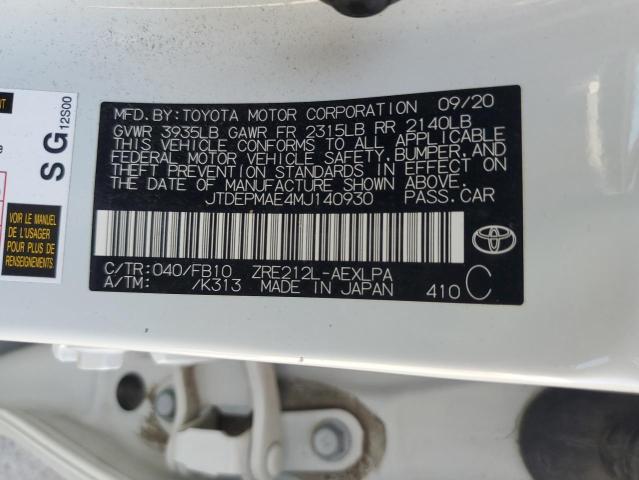 MFD.BY:TOYOTA MOTOR CORPORATION 09/20
GVWR 3935LB GAWR FR 2315LB RR 2140LB
THIS VEHICLE CONFORMS TO ALL APPLICABLE
FEDERAL MOTOR VEHICLE SAFETY,BUMPER,AND
THEFT PREVENTION STANDARDS IN EFFECT ON
THE DATE OF MANUFACTURE SHOWN ABOVE.
JTDEPMAE4MJ140930 PASS.CAR
C/TR:040/FB10 ZRE212L-AEXLPA
A/TM: /K313 MADE IN JAPAN 410 C
TOYOTA
SG
12S00
VOIR LE MANUEL
POUR PLUS DE
RENSEIGNEMENTS